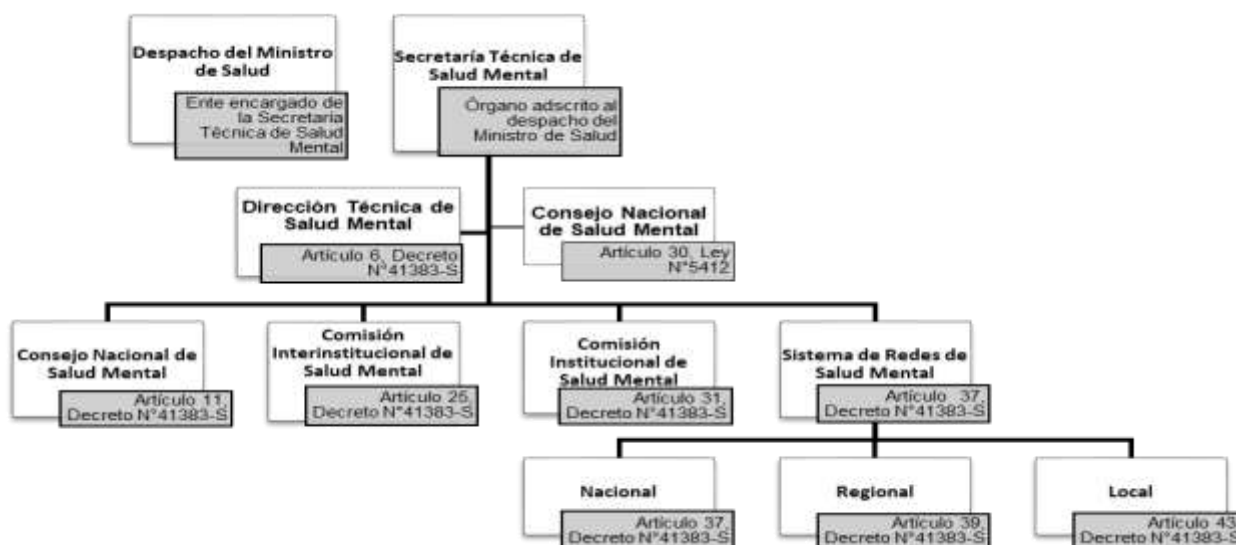 Despacho del Ministro
de Salud
Ente encargado de
la Secretaría
Técnica de Salud
Mental
Secretaría Técnica de
Salud Mental
Órgano adscrito al
despacho del
Ministro de Salud
Dirección Técnica de
Salud Mental
Artículo 6, Decreto
N°41383-S
Consejo Nacional
de Salud Mental
Artículo 30, Ley
N°5412
Consejo Nacional de
Salud Mental
Artículo 11,
Decreto N°41383-S
Comisión
Interinstitucional de
Salud Mental
Artículo 25,
Decreto N°41383-S
Comisión
Institucional de
Salud Mental
Artículo 31,
Decreto N°41383-S
Sistema de Redes de
Salud Mental
Artículo 37,
Decreto N°41383-S
Nacional
Artículo 37,
Decreto N°41383-S
Regional
Artículo 39,
Decreto N°41383-S
Local
Artículo 43,
Decreto N°41383-S